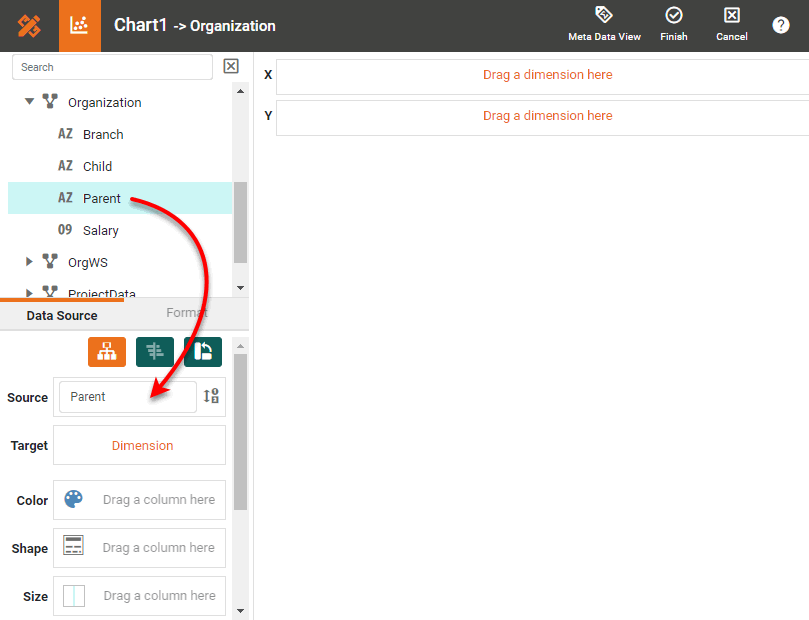 Chart1 -> Organization
Meta Data View
Finish
Cancel
?
Search
X
Drag a dimension here
Y
Drag a dimension here
Organization
AZ Branch
AZ Child
AZ Parent
09 Salary
OrgWS
ProjectData
Data Source
Format
Source
Parent
Target
Dimension
Color
Drag a column here
Shape
Drag a column here
Size
Drag a column here